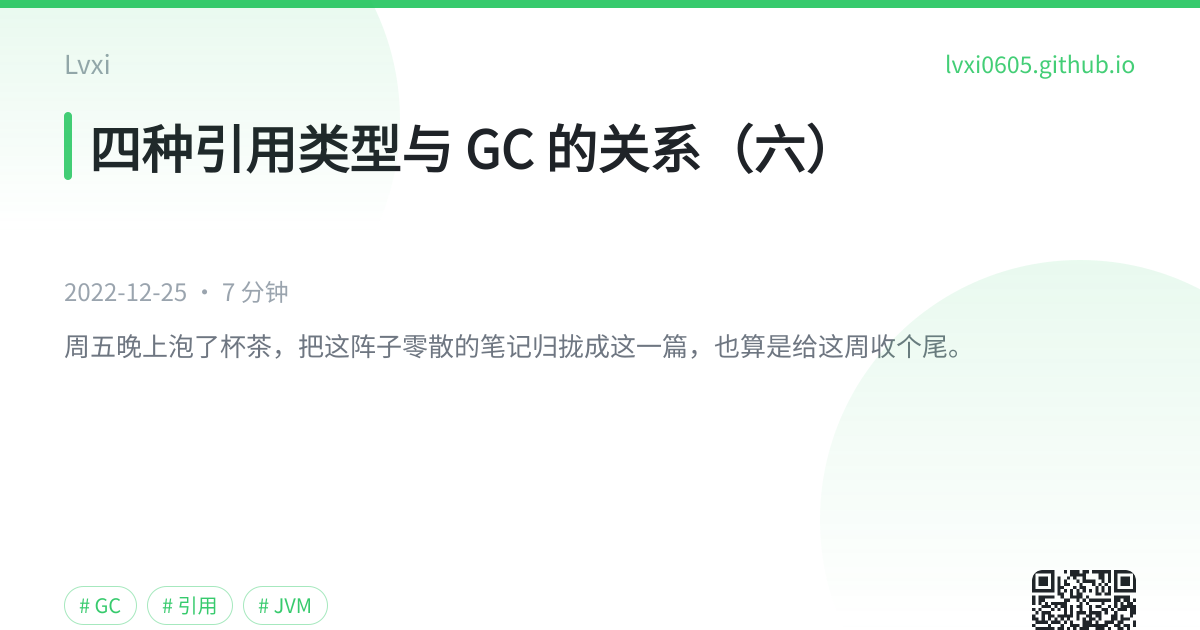 Lvxi
lvxi0605.github.io
四种引用类型与 GC 的关系（六）
2022-12-25 · 7 分钟
周五晚上泡了杯茶，把这阵子零散的笔记归拢成这一篇，也算是给这周收个尾。
# GC
# 引用
# JVM